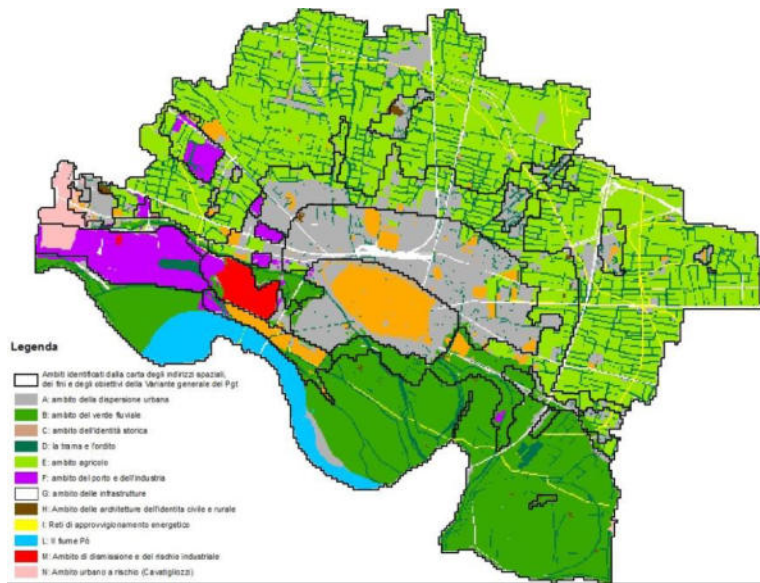 Legenda
Ambiti identificati dalla carta degli indirizzi spaziali,
dei fini e degli obiettivi della Variante generale del Pgt
A: ambito della dispersione urbana
B: ambito del verde fluviale
C: ambito dell'identità storica
D: la trama e l'ordito
E: ambito agricolo
F: ambito del porto e dell'industria
G: ambito delle infrastrutture
H: Ambito delle architetture dell'identita civile e rurale
I: Reti di approvvigionamento energetico
L: Il fiume Pò
M: Ambito di dismissione e del rischio industriale
N: Ambito urbano a rischio (Cavatigliozzi)